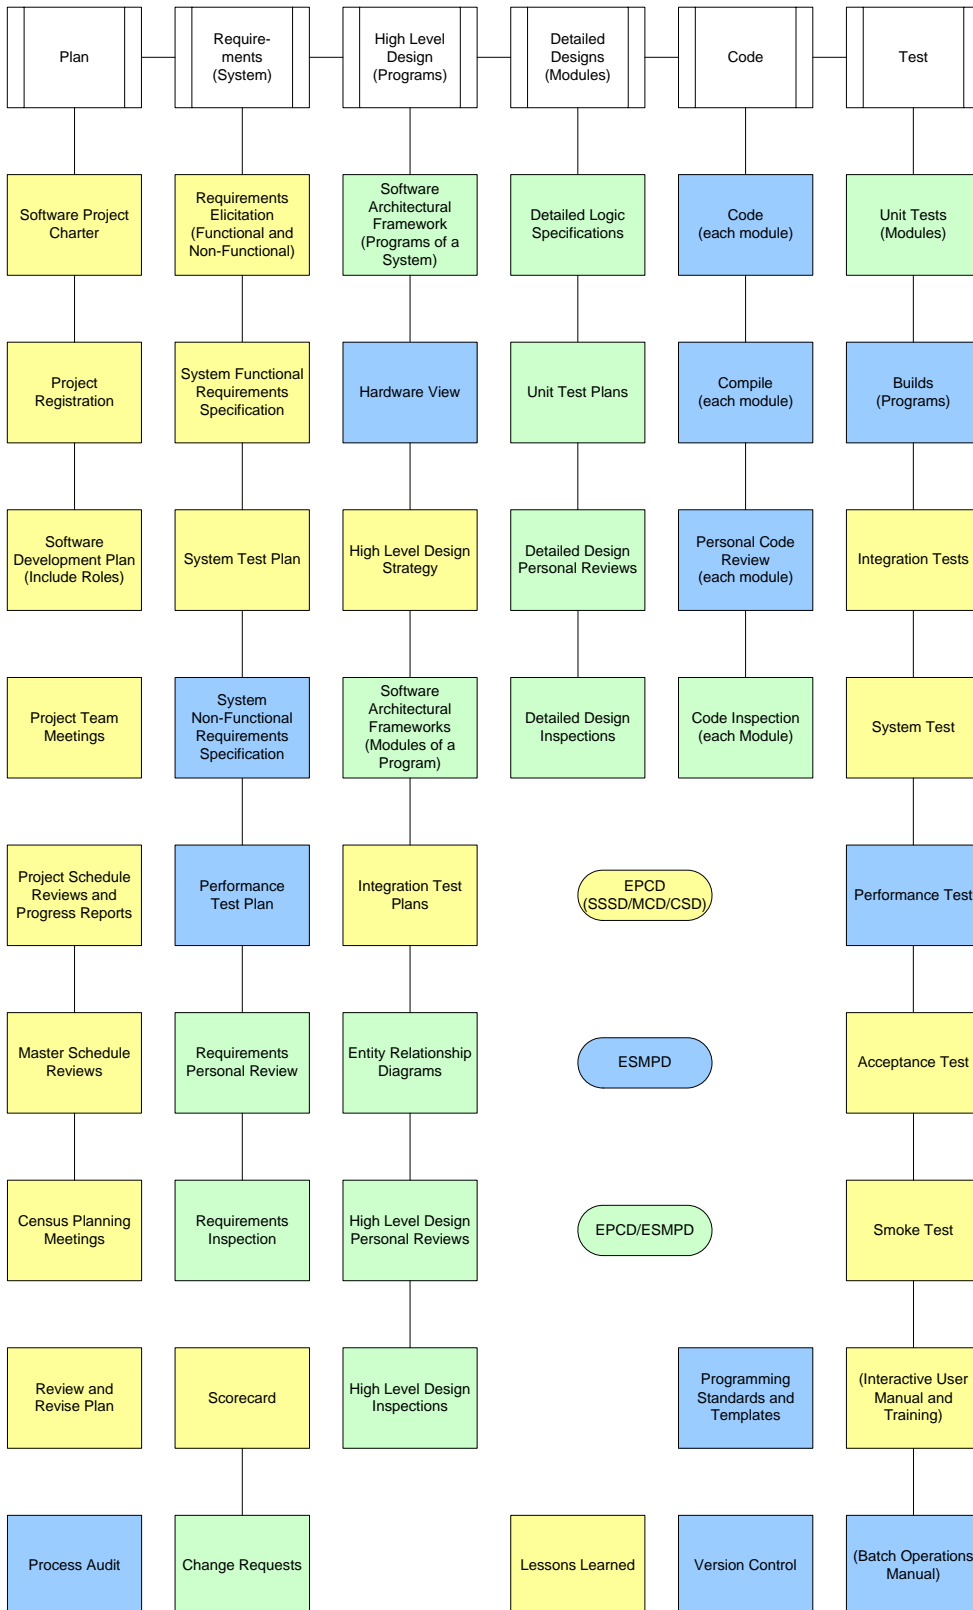 Plan
Require-
ments
(System)
High Level
Design
(Programs)
Detailed
Designs
(Modules)
Code
Test
Software Project
Charter
Requirements
Elicitation
(Functional and
Non-Functional)
Software
Architectural
Framework
(Programs of a
System)
Detailed Logic
Specifications
Code
(each module)
Unit Tests
(Modules)
Project
Registration
System Functional
Requirements
Specification
Hardware View
Unit Test Plans
Compile
(each module)
Builds
(Programs)
Software
Development Plan
(Include Roles)
System Test Plan
High Level Design
Strategy
Detailed Design
Personal Reviews
Personal Code
Review
(each module)
Integration Tests
Project Team
Meetings
System
Non-Functional
Requirements
Specification
Software
Architectural
Frameworks
(Modules of a
Program)
Detailed Design
Inspections
Code Inspection
(each Module)
System Test
Project Schedule
Reviews and
Progress Reports
Performance
Test Plan
Integration Test
Plans
EPCD
(SSSD/MCD/CSD)
Performance Test
Master Schedule
Reviews
Requirements
Personal Review
Entity Relationship
Diagrams
ESMPD
Acceptance Test
Census Planning
Meetings
Requirements
Inspection
High Level Design
Personal Reviews
EPCD/ESMPD
Smoke Test
Review and
Revise Plan
Scorecard
High Level Design
Inspections
Programming
Standards and
Templates
(Interactive User
Manual and
Training)
Process Audit
Change Requests
Lessons Learned
Version Control
(Batch Operations
Manual)